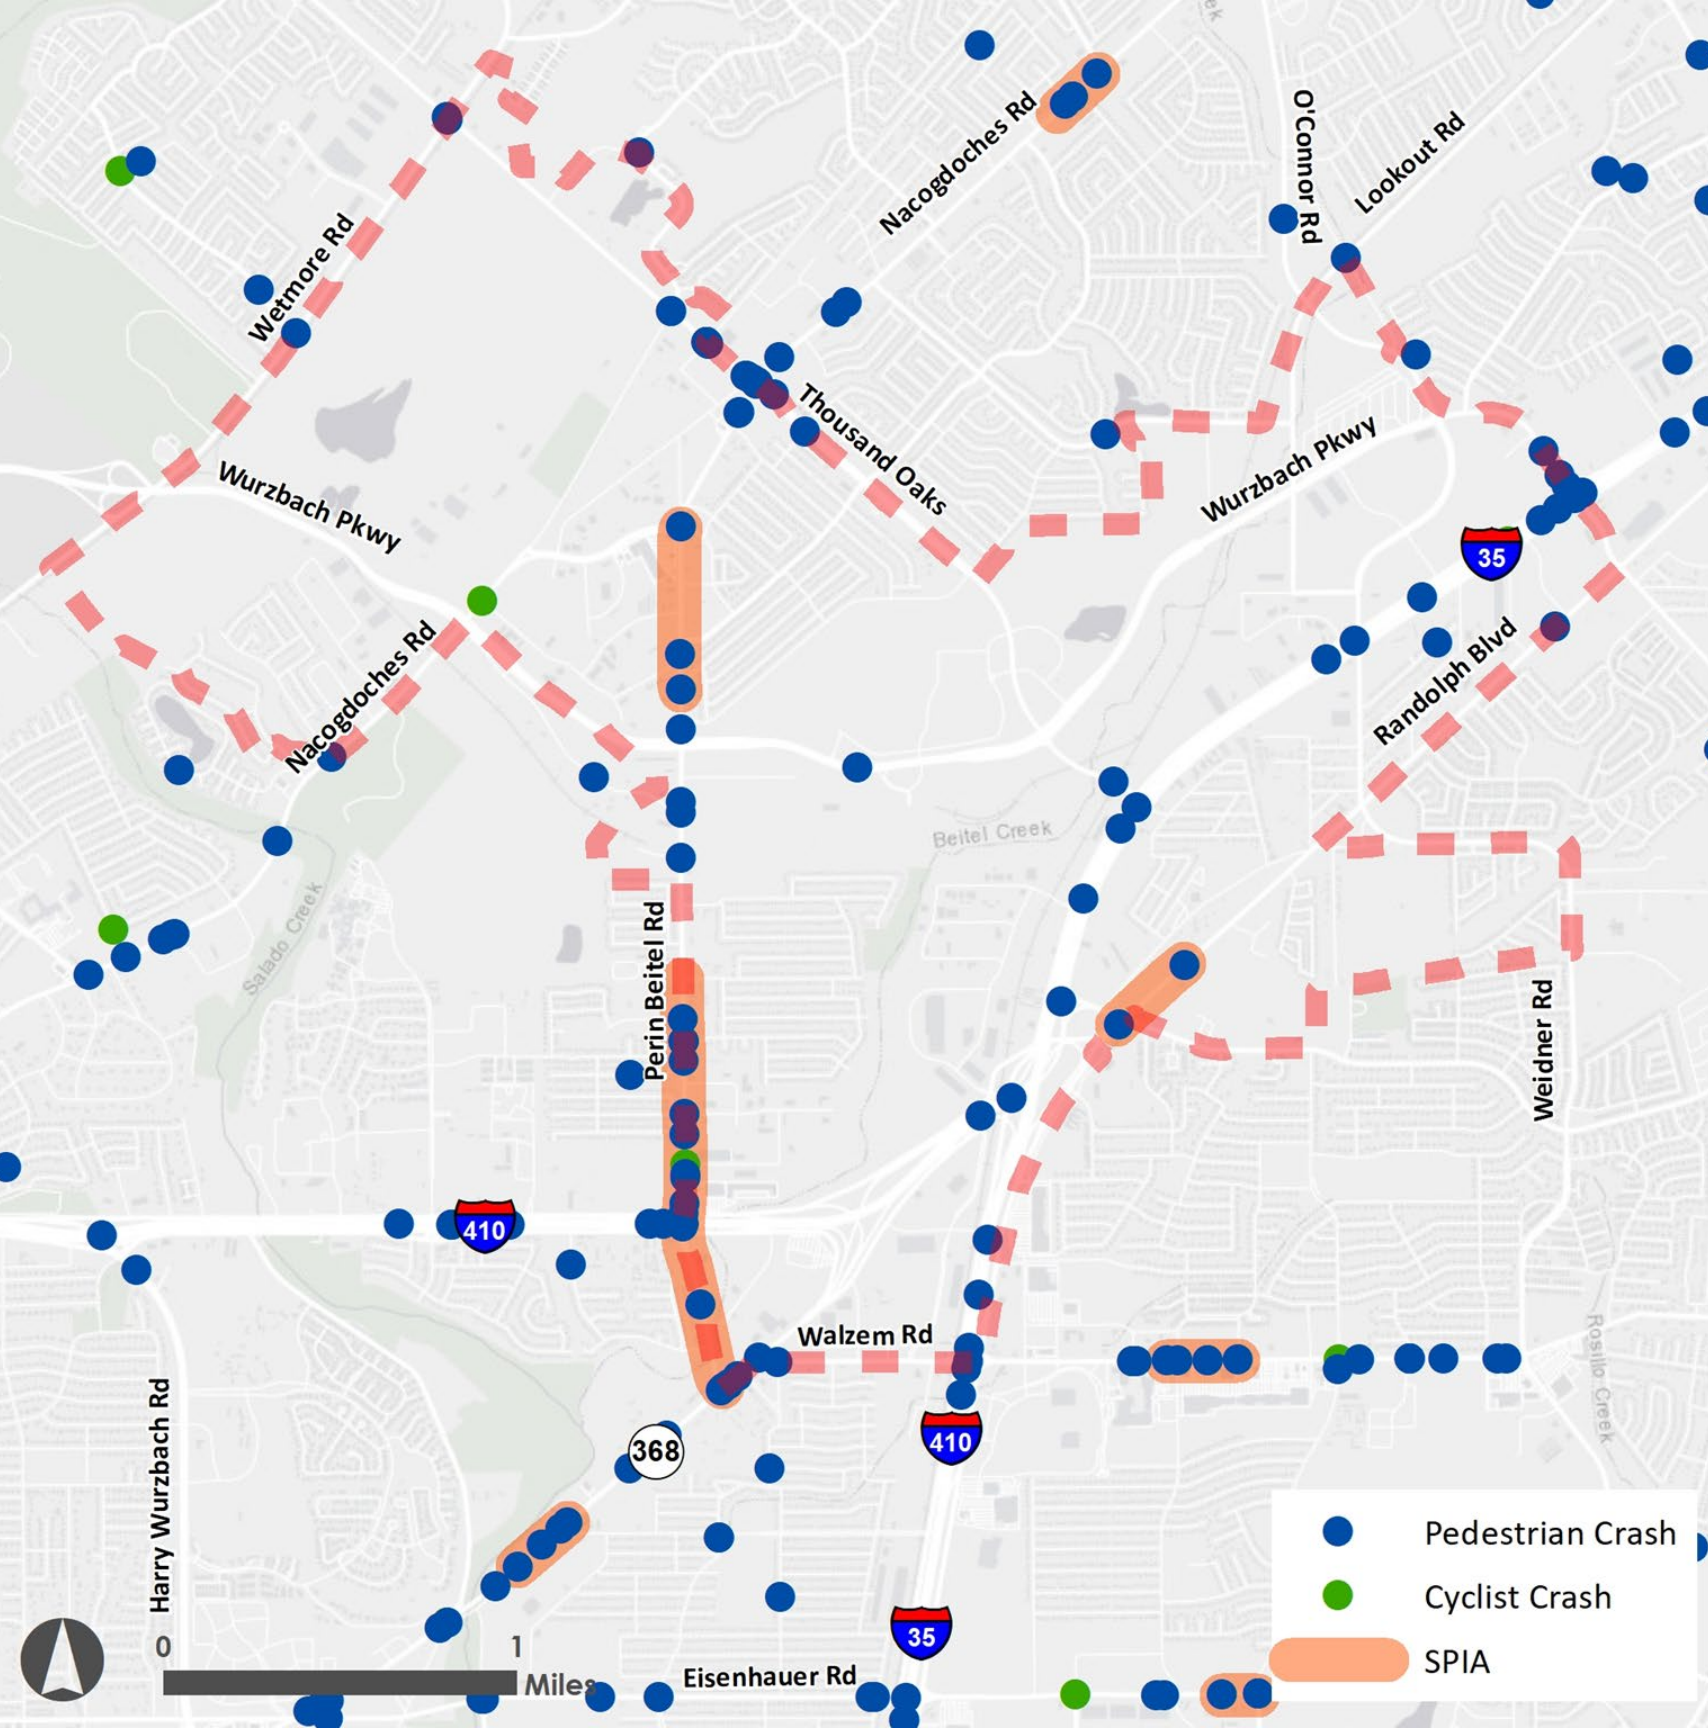 ek
Nacogdoches Rd
O'Connor Rd
Lookout Rd
Wetmore Rd
Thousand Oaks
Wurzbach Pkwy
Wurzbach Pkwy
35
Nacogdoches Rd
Randolph Blvd
Beitel Creek
Salado Creek
Perin Beitel Rd
Weidner Rd
410
Walzem Rd
Rosillo Creek
Harry Wurzbach Rd
368
410
Pedestrian Crash
Cyclist Crash
SPIA
35
0 1
Miles
Eisenhauer Rd